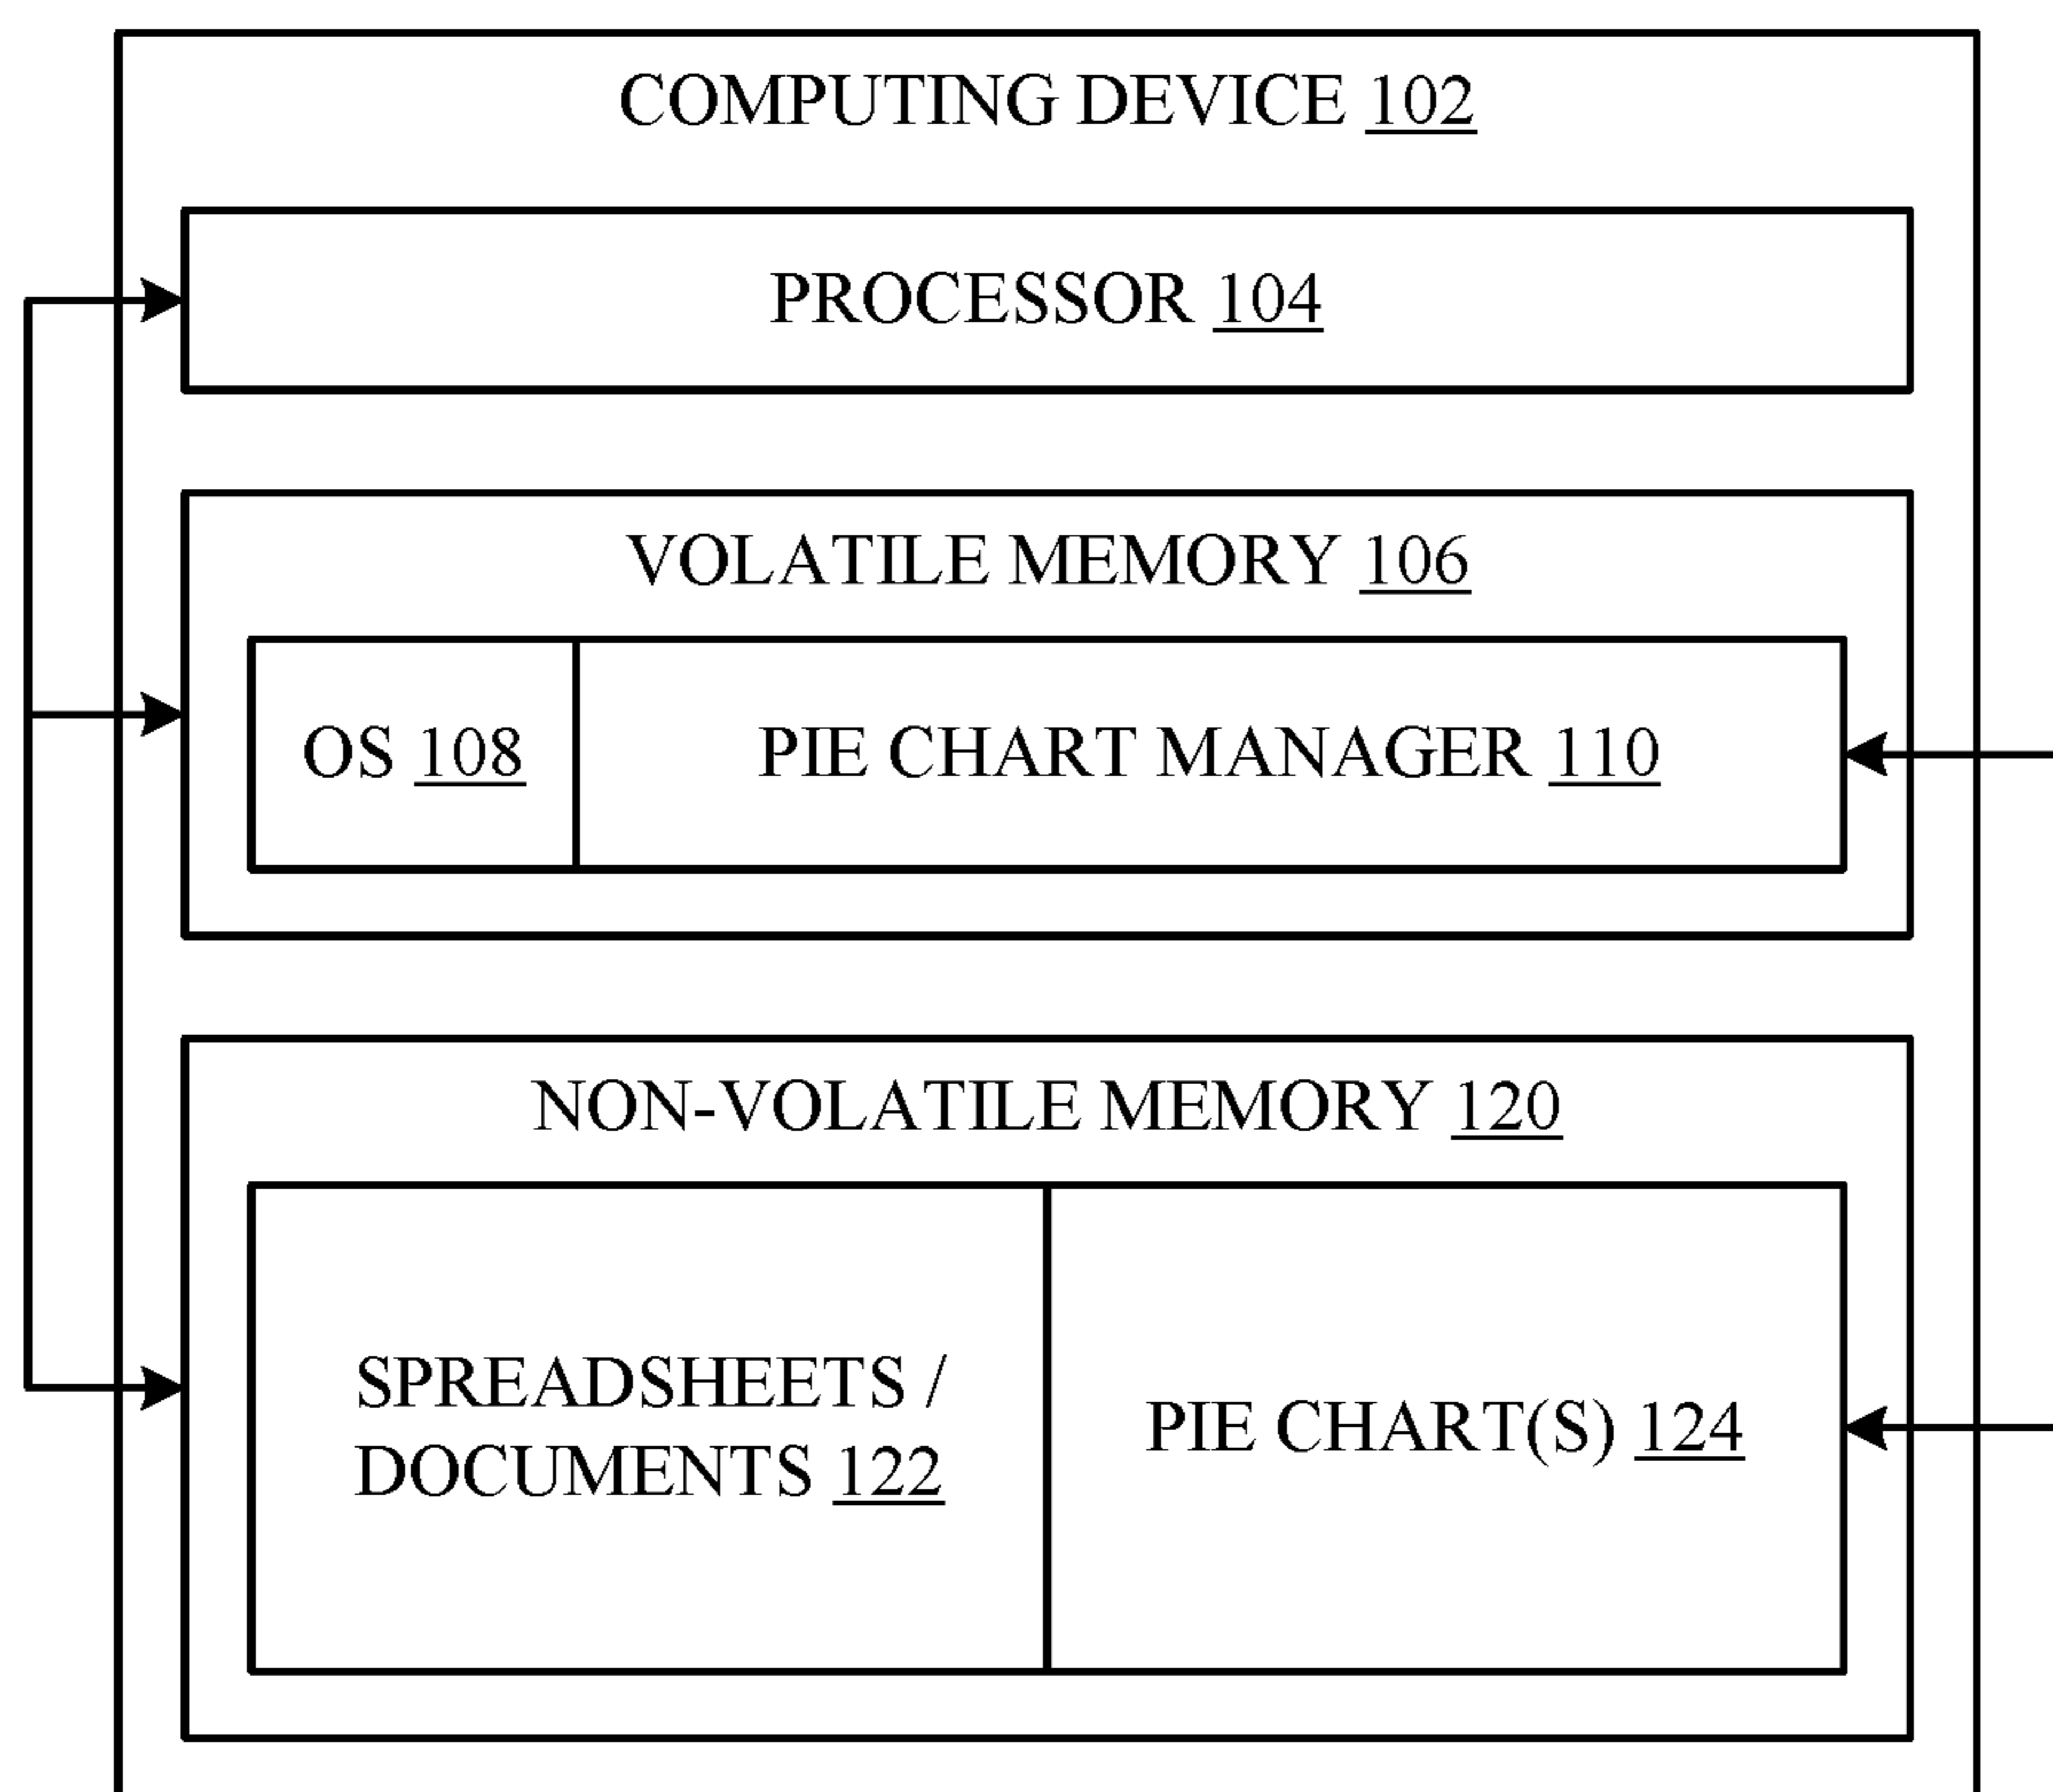 COMPUTING DEVICE 102
PROCESSOR 104
VOLATILE MEMORY 106
OS 108
PIE CHART MANAGER 110
NON-VOLATILE MEMORY 120
SPREADSHEETS /
DOCUMENTS 122
PIE CHART(S) 124